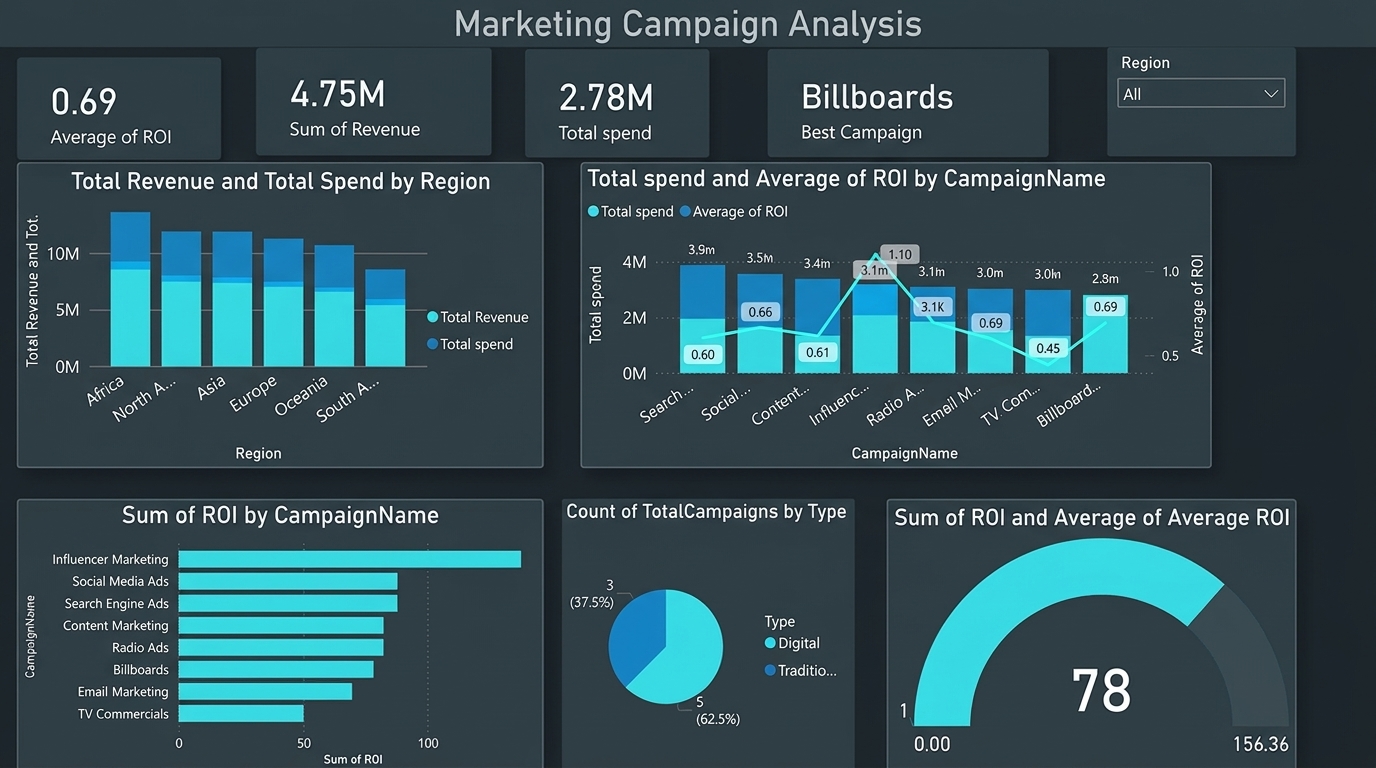 Marketing Campaign Analysis
0.69
Average of ROI
4.75M
Sum of Revenue
2.78M
Total spend
Billboards
Best Campaign
Region
All
Total Revenue and Total Spend by Region
Total Revenue and Tot.
10M
5M
0M
Africa
North A...
Asia
Europe
Oceania
South A...
Region
Total Revenue
Total spend
Total spend and Average of ROI by CampaignName
Total spend
Average of ROI
Total spend
4M
2M
0M
3.9m
3.5m
3.4m
3.1m
3.1m
3.0m
3.0m
2.8m
1.10
0.60
0.66
0.61
3.1K
0.69
0.45
0.69
1.0
0.5
Average of ROI
Search...
Social...
Content...
Influenc...
Radio A...
Email M...
TV Com...
Billboard...
CampaignName
Sum of ROI by CampaignName
CampaignName
Influencer Marketing
Social Media Ads
Search Engine Ads
Content Marketing
Radio Ads
Billboards
Email Marketing
TV Commercials
0
50
100
Sum of ROI
Count of TotalCampaigns by Type
3
(37.5%)
5
(62.5%)
Type
Digital
Traditio...
Sum of ROI and Average of Average ROI
1
78
0.00
156.36